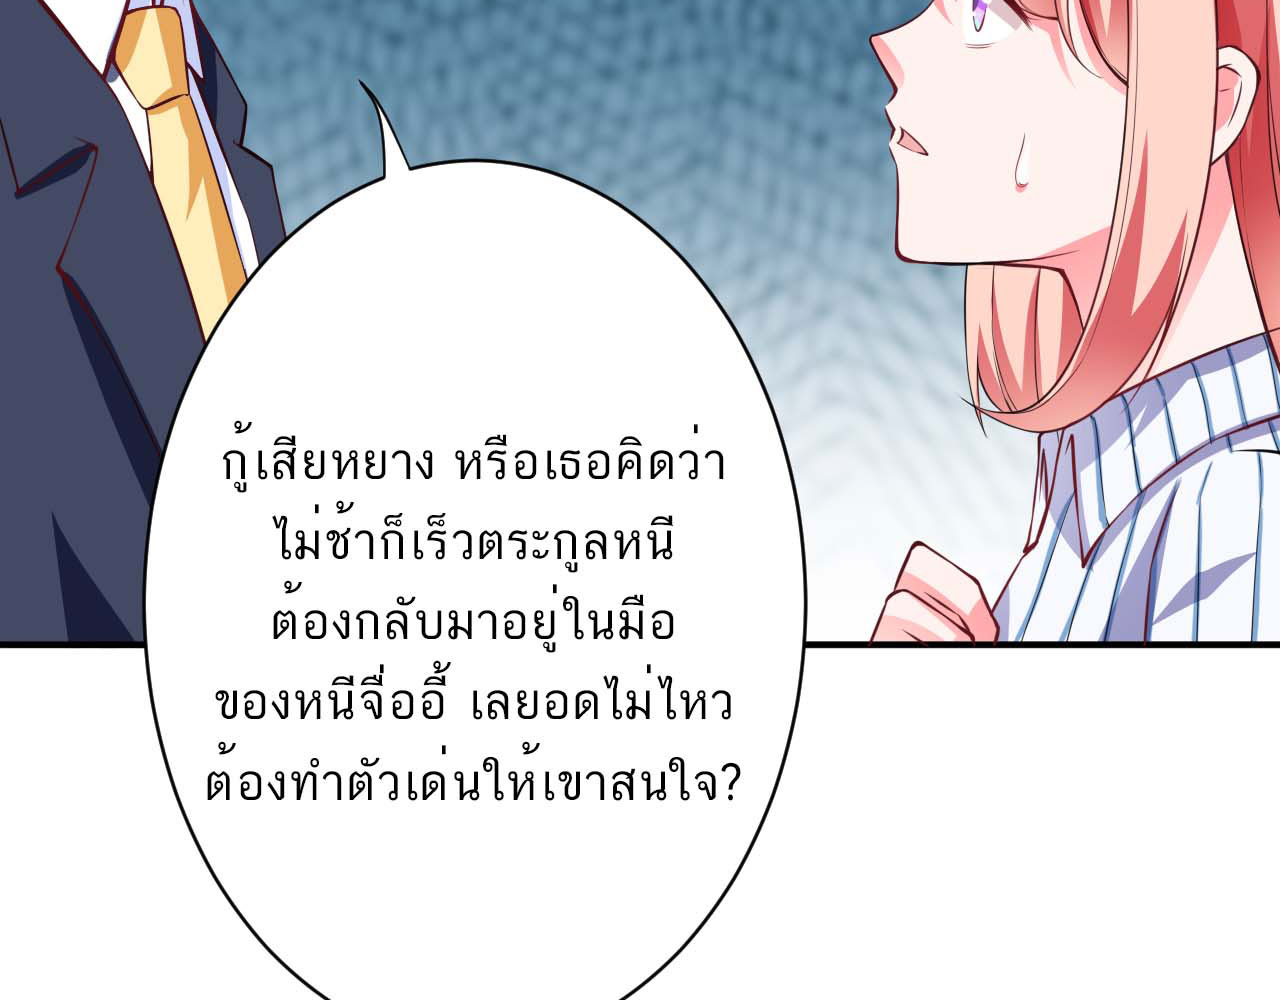 กู้เสียหยาง หรือเธอคิดว่า
ไม่ช้าก็เร็วตระกูลหนี
ต้องกลับมาอยู่ในมือ
ของหนีจื่ออี้ เลยอดไม่ไหว
ต้องทำตัวเด่นให้เขาสนใจ?